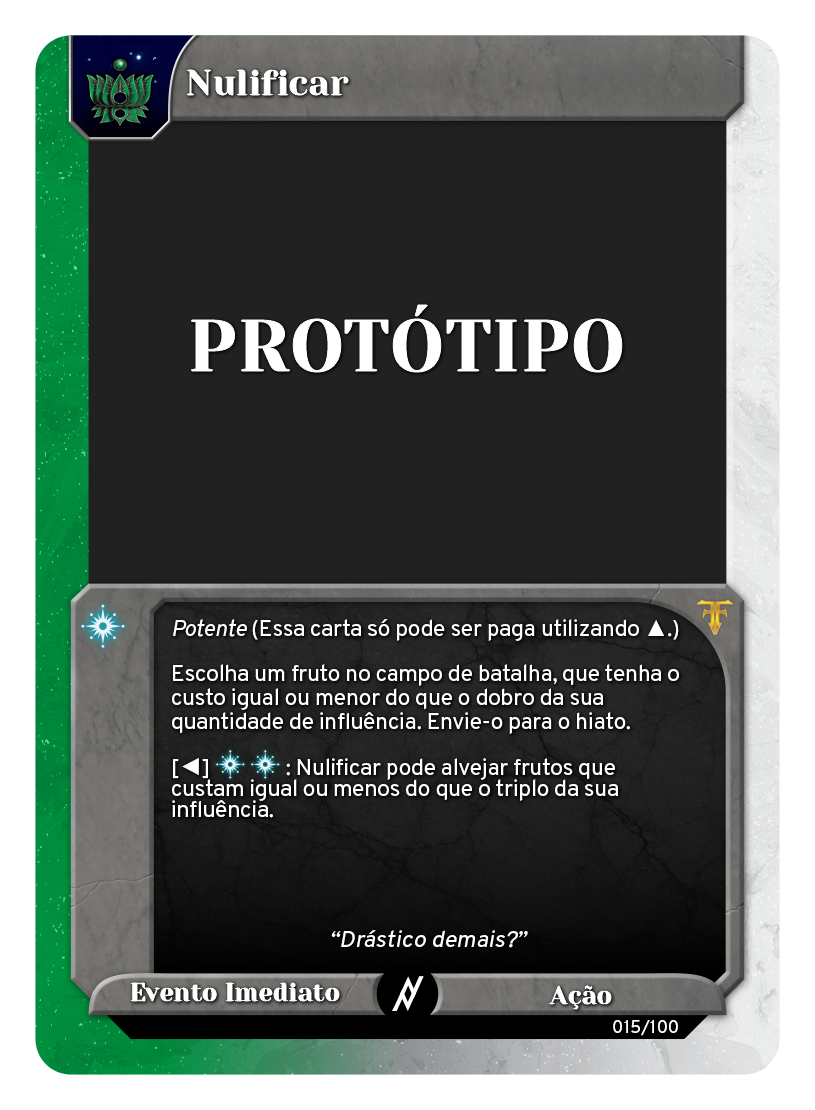 Nulificar
PROTÓTIPO
Potente (Essa carta só pode ser paga utilizando ▲.)
Escolha um fruto no campo de batalha, que tenha o
custo igual ou menor do que o dobro da sua
quantidade de influência. Envie-o para o hiato.
[◄] : Nulificar pode alvejar frutos que
custam igual ou menos do que o triplo da sua
influência.
“Drástico demais?”
Evento Imediato
Ação
015/100